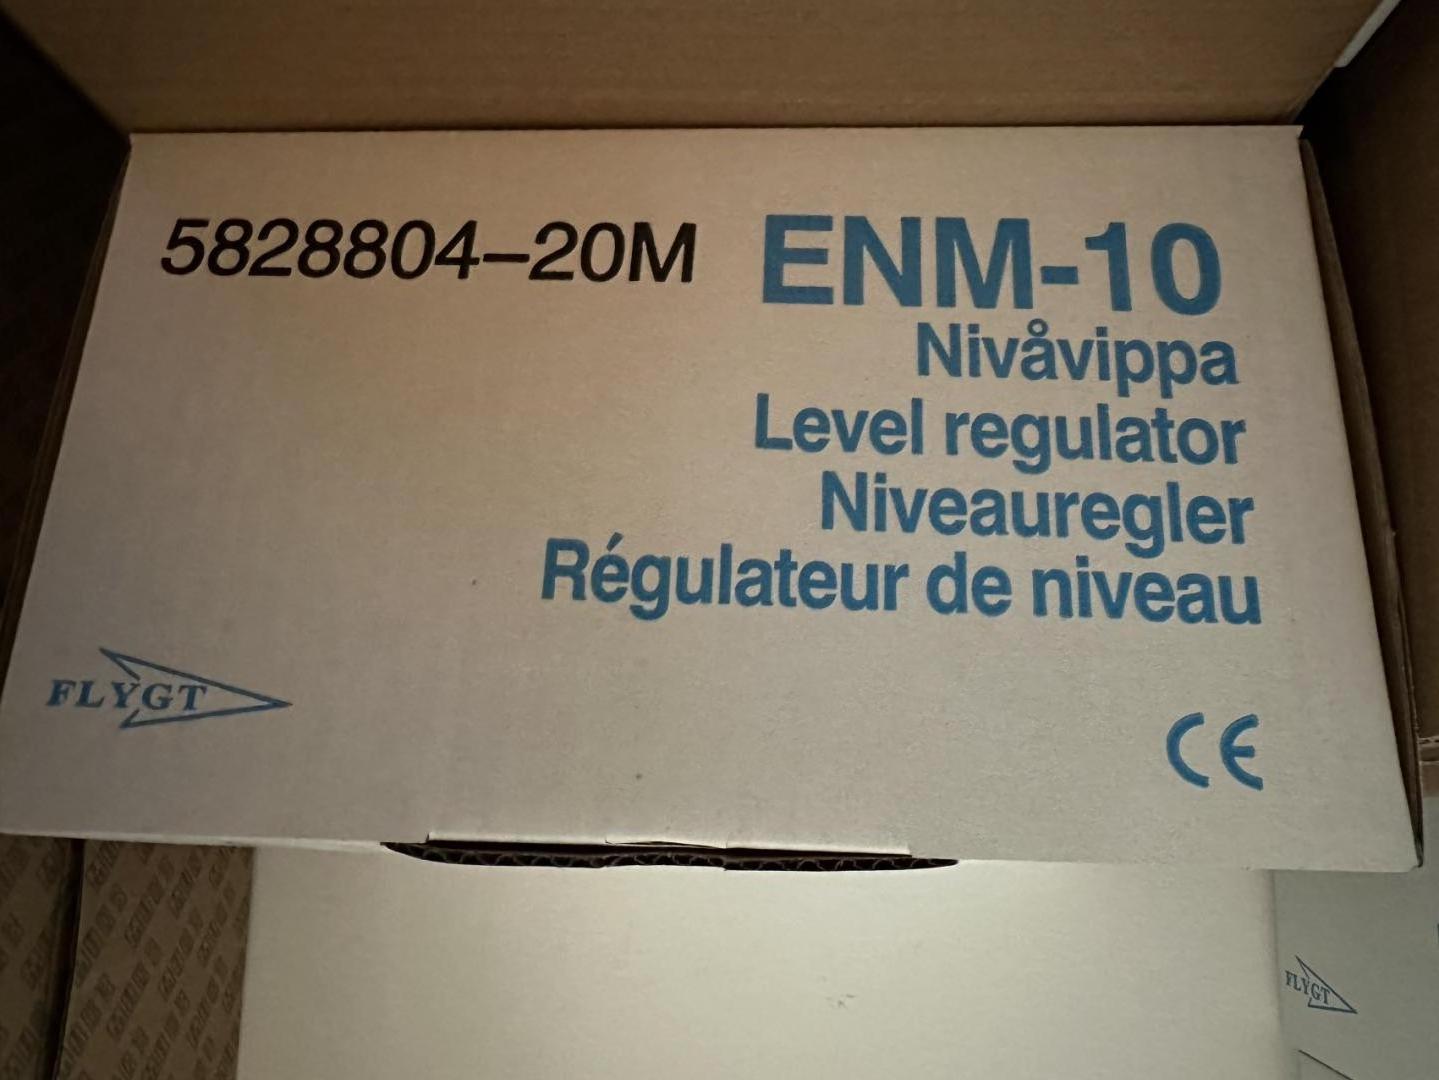 5828804-20M ENM-10
Nivåvippa
Level regulator
Niveauregler
Régulateur de niveau
FLYGT
CE
FLYGT